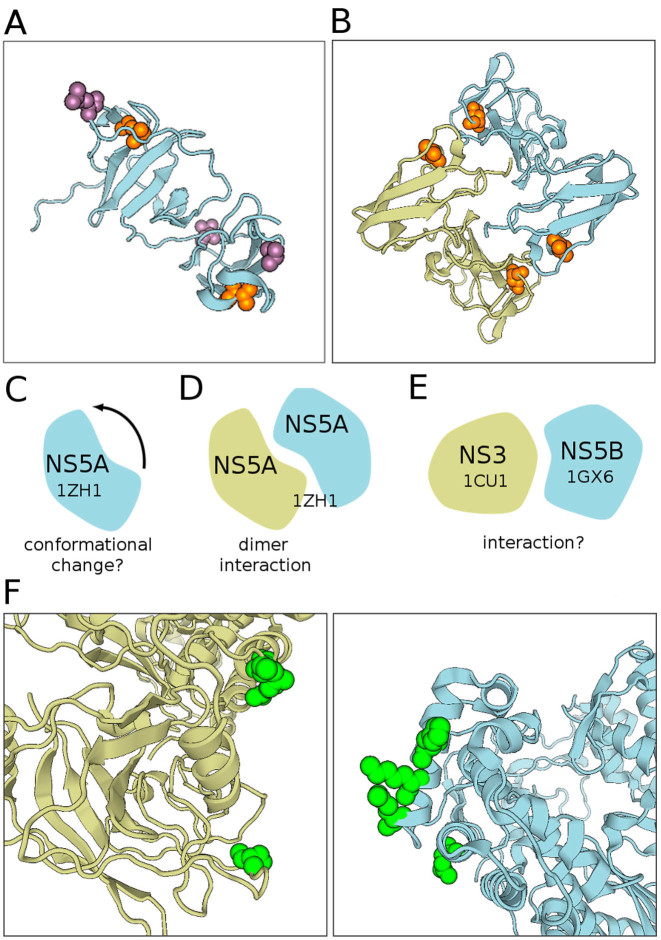 A
B
C
D
E
NS5A
1ZH1
NS5A
NS5A
1ZH1
NS3
1CU1
NS5B
1GX6
conformational
change?
dimer
interaction
interaction?
F